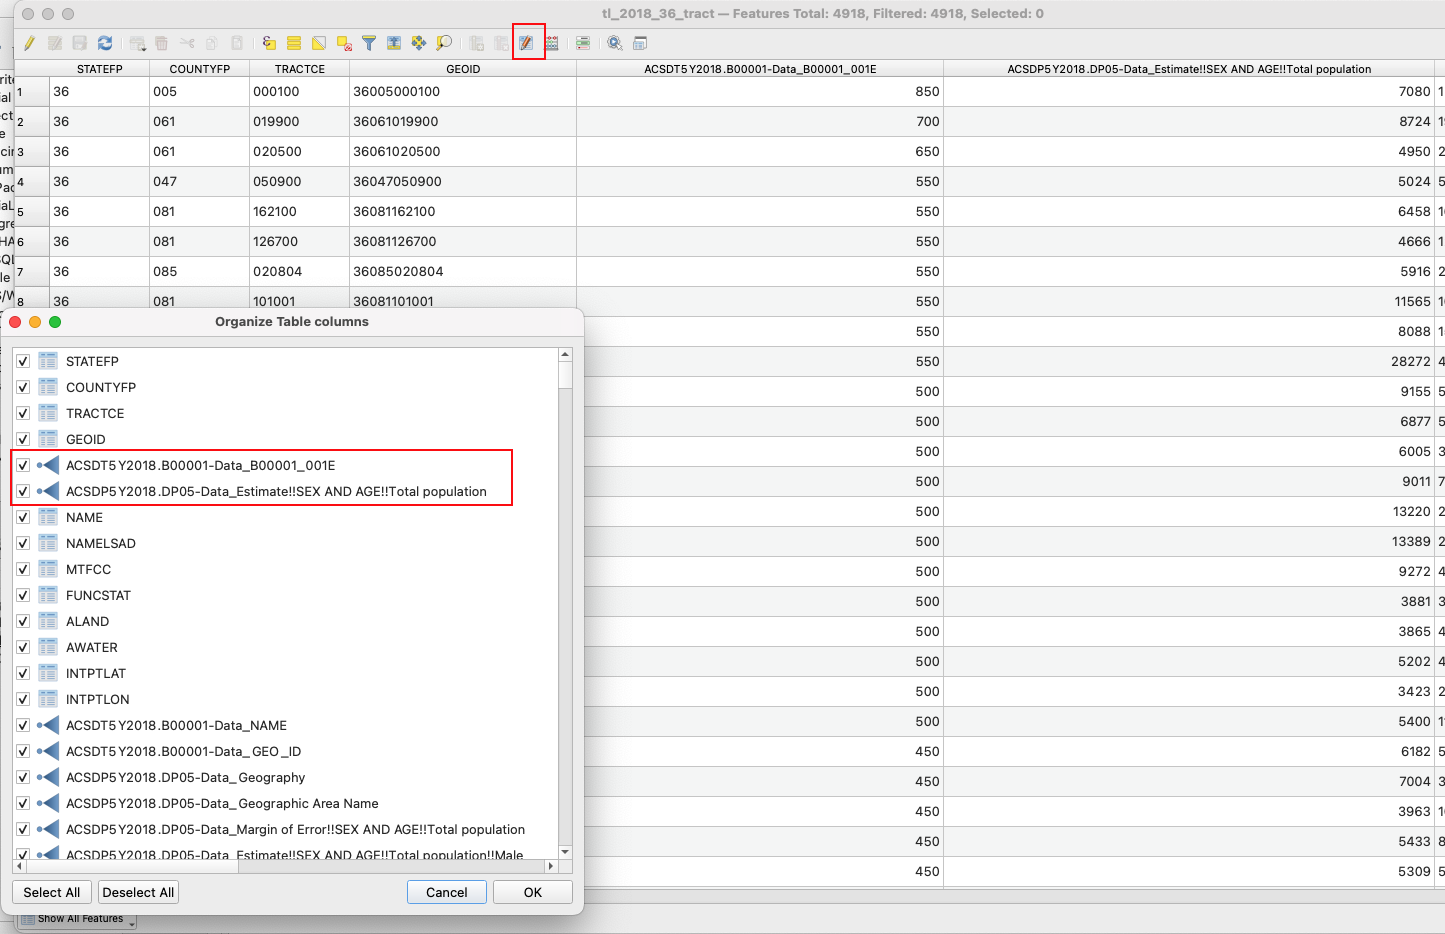 tl_2018_36_tract — Features Total: 4918, Filtered: 4918, Selected: 0
STATEFP COUNTYFP TRACTCE GEOID ACSDT5Y2018.B00001-Data_B00001_001E ACSDP5Y2018.DP05-Data_Estimate!!SEX AND AGE!!Total population
1 36 005 000100 36005000100 850 7080
2 36 061 019900 36061019900 700 8724
3 36 061 020500 36061020500 650 4950
4 36 047 050900 36047050900 550 5024
5 36 081 162100 36081162100 550 6458
6 36 081 126700 36081126700 550 4666
7 36 085 020804 36085020804 550 5916
8 36 081 101001 36081101001 550 11565
550 8088
550 28272
500 9155
500 6877
500 6005
500 9011
500 13220
500 13389
500 9272
500 3881
500 3865
500 5202
500 3423
500 5400
450 6182
450 7004
450 3963
450 5433
450 5309
Organize Table columns
STATEFP
COUNTYFP
TRACTCE
GEOID
ACSDT5Y2018.B00001-Data_B00001_001E
ACSDP5Y2018.DP05-Data_Estimate!!SEX AND AGE!!Total population
NAME
NAMELSAD
MTFCC
FUNCSTAT
ALAND
AWATER
INTPTLAT
INTPTLON
ACSDT5Y2018.B00001-Data_NAME
ACSDT5Y2018.B00001-Data_GEO_ID
ACSDP5Y2018.DP05-Data_Geography
ACSDP5Y2018.DP05-Data_Geographic Area Name
ACSDP5Y2018.DP05-Data_Margin of Error!!SEX AND AGE!!Total population
ACSDP5Y2018.DP05-Data_Estimate!!SEX AND AGE!!Total population!!Male
Select All Deselect All Cancel OK
Show All Features